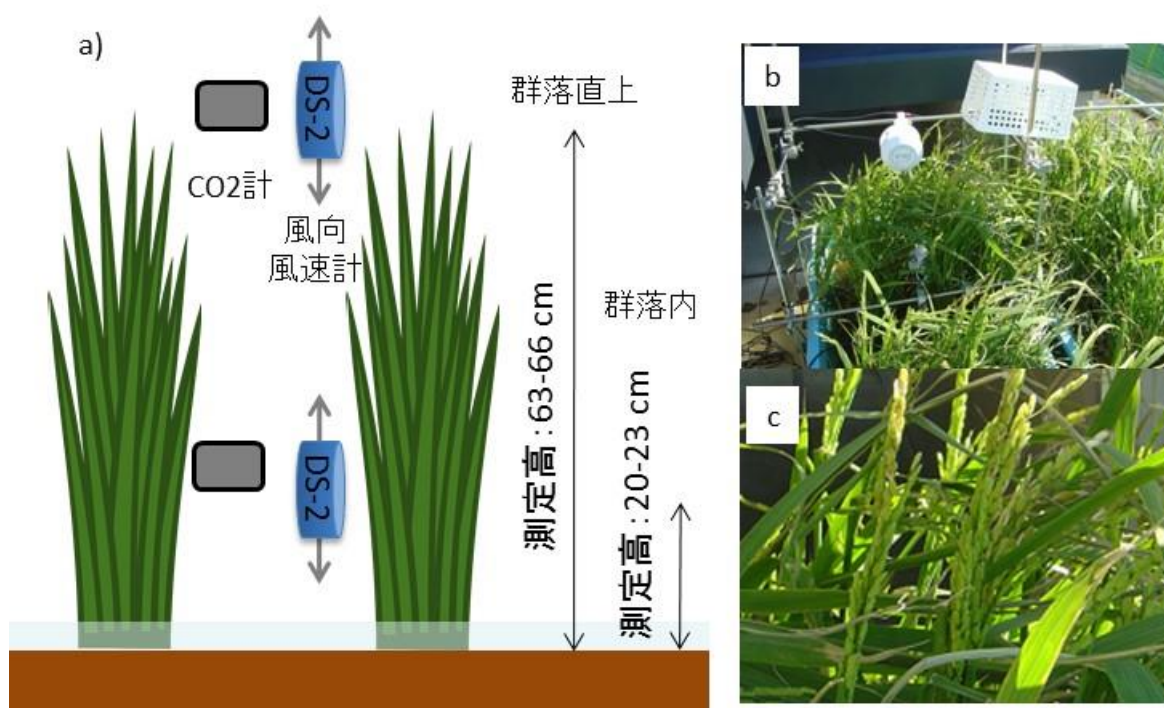 a)
DS-2
群落直上
CO2計
風向
風速計
群落内
測定高 : 63-66 cm
DS-2
測定高 : 20-23 cm
b
c